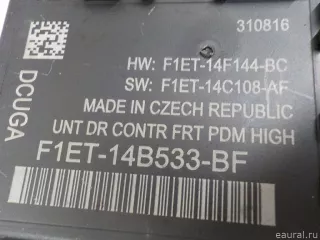 310816
HW: F1ET-14F144-BC
SW: F1ET-14C108-AF
MADE IN CZECH REPUBLIC
UNT DR CONTR FRT PDM HIGH
F1ET-14B533-BF
DCUGA
eaural.ru